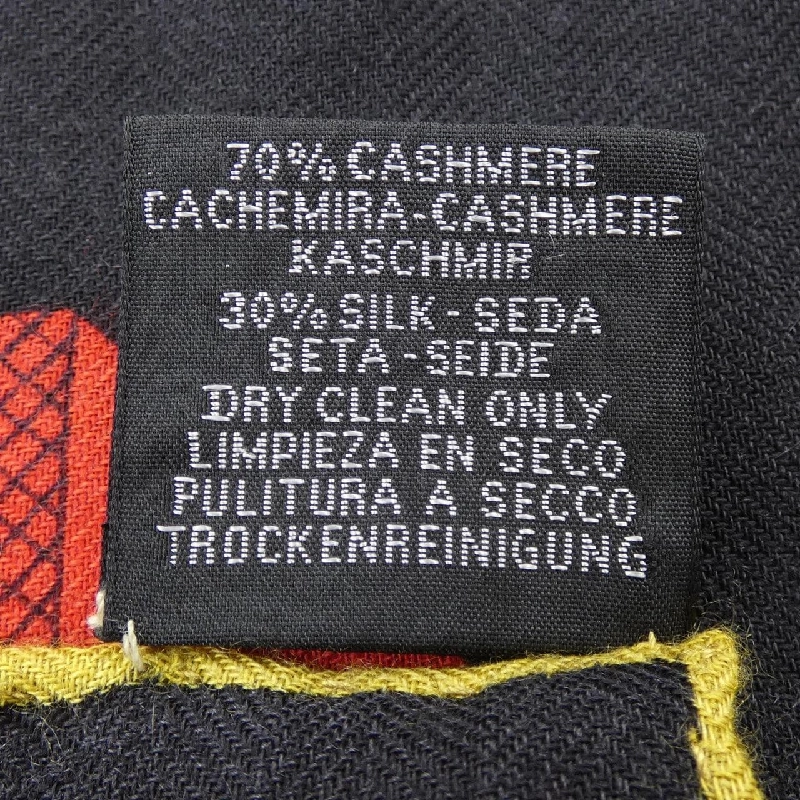 70% CASHMERE
CACHEMIRA-CASHMERE
KASCHMIR
30% SILK-SEDA
SETA-SEIDE
DRY CLEAN ONLY
LIMPIEZA EN SECO
PULITURA A SECCO
TROCKENREINIGUNG